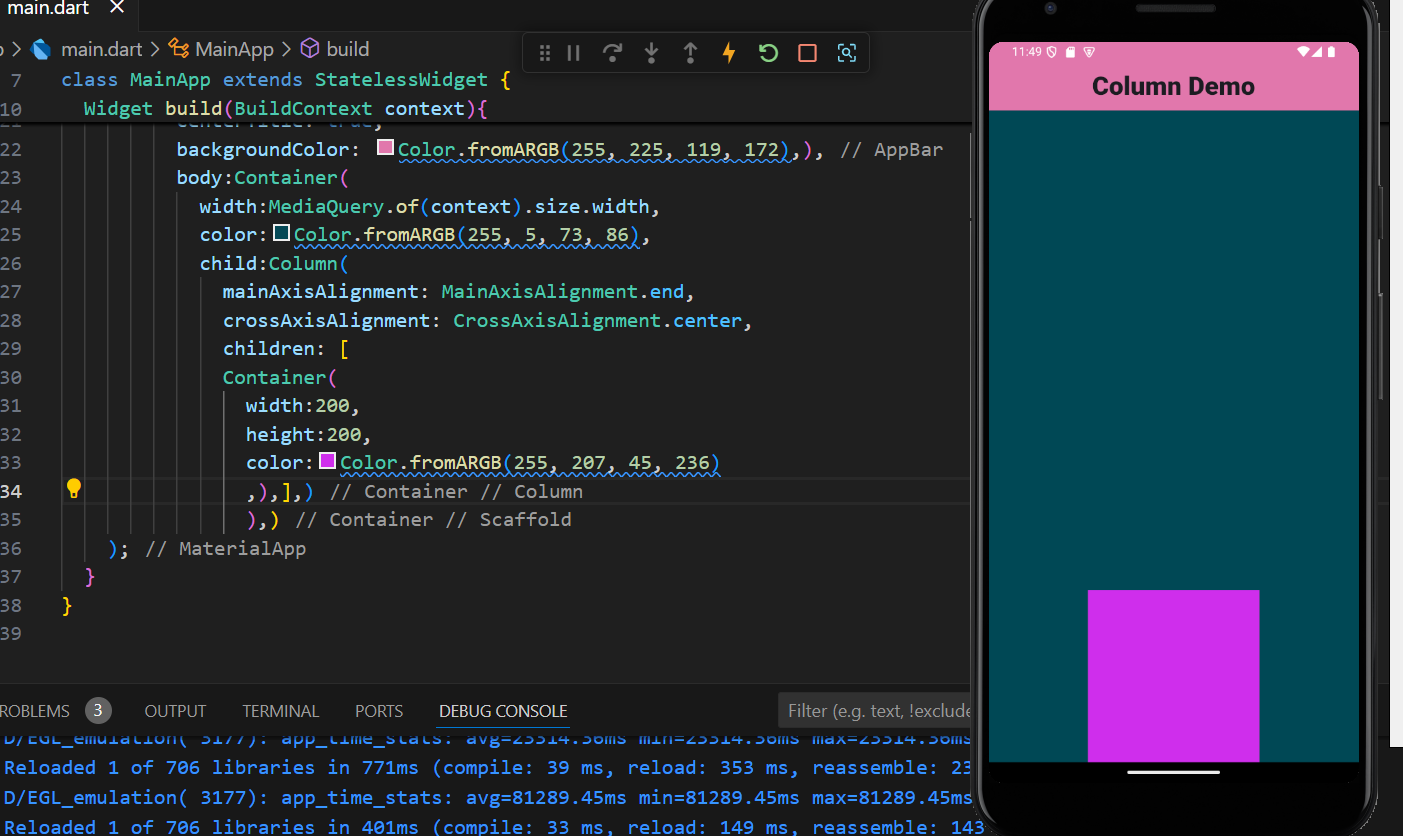 main.dart
main.dart > MainApp > build
7 class MainApp extends StatelessWidget {
10 Widget build(BuildContext context){
21 centerTitle: true,
22 backgroundColor: Color.fromARGB(255, 225, 119, 172),), // AppBar
23 body:Container(
24 width:MediaQuery.of(context).size.width,
25 color:Color.fromARGB(255, 5, 73, 86),
26 child:Column(
27 mainAxisAlignment: MainAxisAlignment.end,
28 crossAxisAlignment: CrossAxisAlignment.center,
29 children: [
30 Container(
31 width:200,
32 height:200,
33 color:Color.fromARGB(255, 207, 45, 236)
34 ,),],) // Container // Column
35 ),) // Container // Scaffold
36 ); // MaterialApp
37 }
38 }
39
ROBLEMS 3 OUTPUT TERMINAL PORTS DEBUG CONSOLE Filter (e.g. text, !exclude
D/EGL_emulation( 3177): app_time_stats: avg=23314.36ms min=23314.36ms max=23314.36ms
Reloaded 1 of 706 libraries in 771ms (compile: 39 ms, reload: 353 ms, reassemble: 23
D/EGL_emulation( 3177): app_time_stats: avg=81289.45ms min=81289.45ms max=81289.45ms
Reloaded 1 of 706 libraries in 401ms (compile: 33 ms, reload: 149 ms, reassemble: 143
11:49
Column Demo